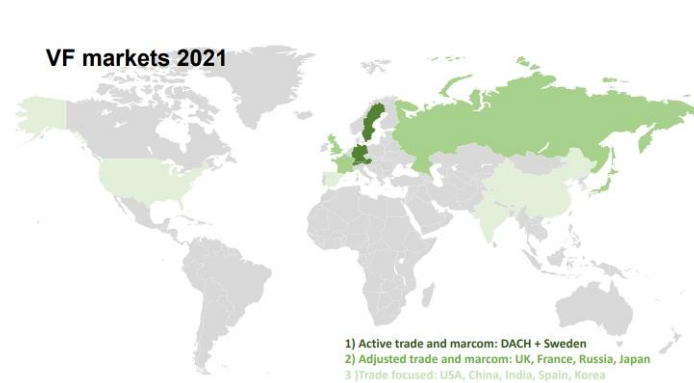 VF markets 2021
1) Active trade and marcom: DACH + Sweden
2) Adjusted trade and marcom: UK, France, Russia, Japan
3 )Trade focused: USA, China, India, Spain, Korea